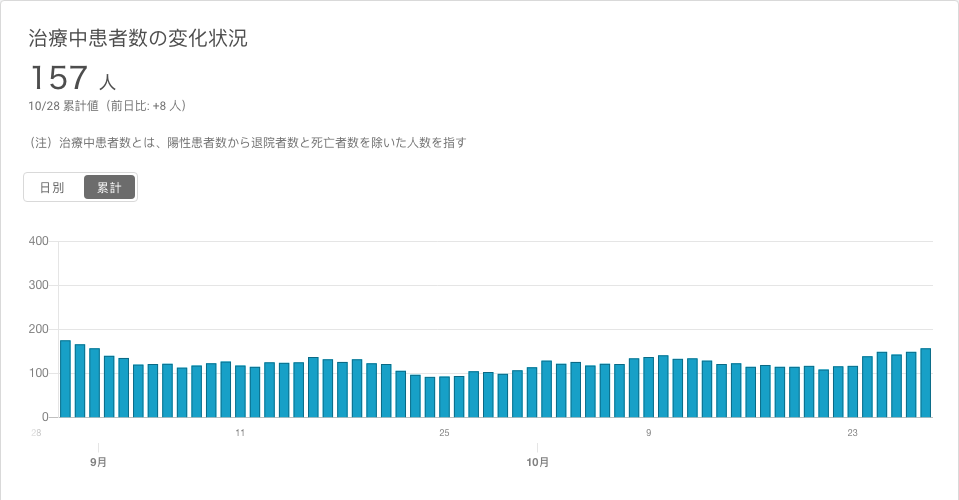 治療中患者数の変化状況
157 人
10/28 累計値（前日比: +8 人）
（注）治療中患者数とは、陽性患者数から退院者数と死亡者数を除いた人数を指す
日別 累計
400
300
200
100
0
28 11 25 9 23
9月 10月